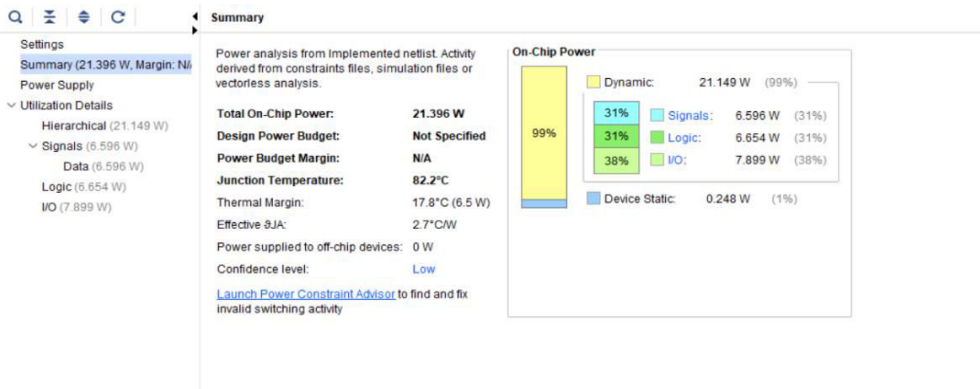 Summary
Settings
Summary (21.396 W, Margin: N/
Power Supply
Utilization Details
Hierarchical (21.149 W)
Signals (6.596 W)
Data (6.596 W)
Logic (6.654 W)
I/O (7.899 W)
Power analysis from Implemented netlist. Activity
derived from constraints files, simulation files or
vectorless analysis.
Total On-Chip Power: 21.396 W
Design Power Budget: Not Specified
Power Budget Margin: N/A
Junction Temperature: 82.2°C
Thermal Margin: 17.8°C (6.5 W)
Effective ϑJA: 2.7°C/W
Power supplied to off-chip devices: 0 W
Confidence level: Low
Launch Power Constraint Advisor to find and fix
invalid switching activity
On-Chip Power
Dynamic: 21.149 W (99%)
31% Signals: 6.596 W (31%)
99% 31% Logic: 6.654 W (31%)
38% I/O: 7.899 W (38%)
Device Static: 0.248 W (1%)